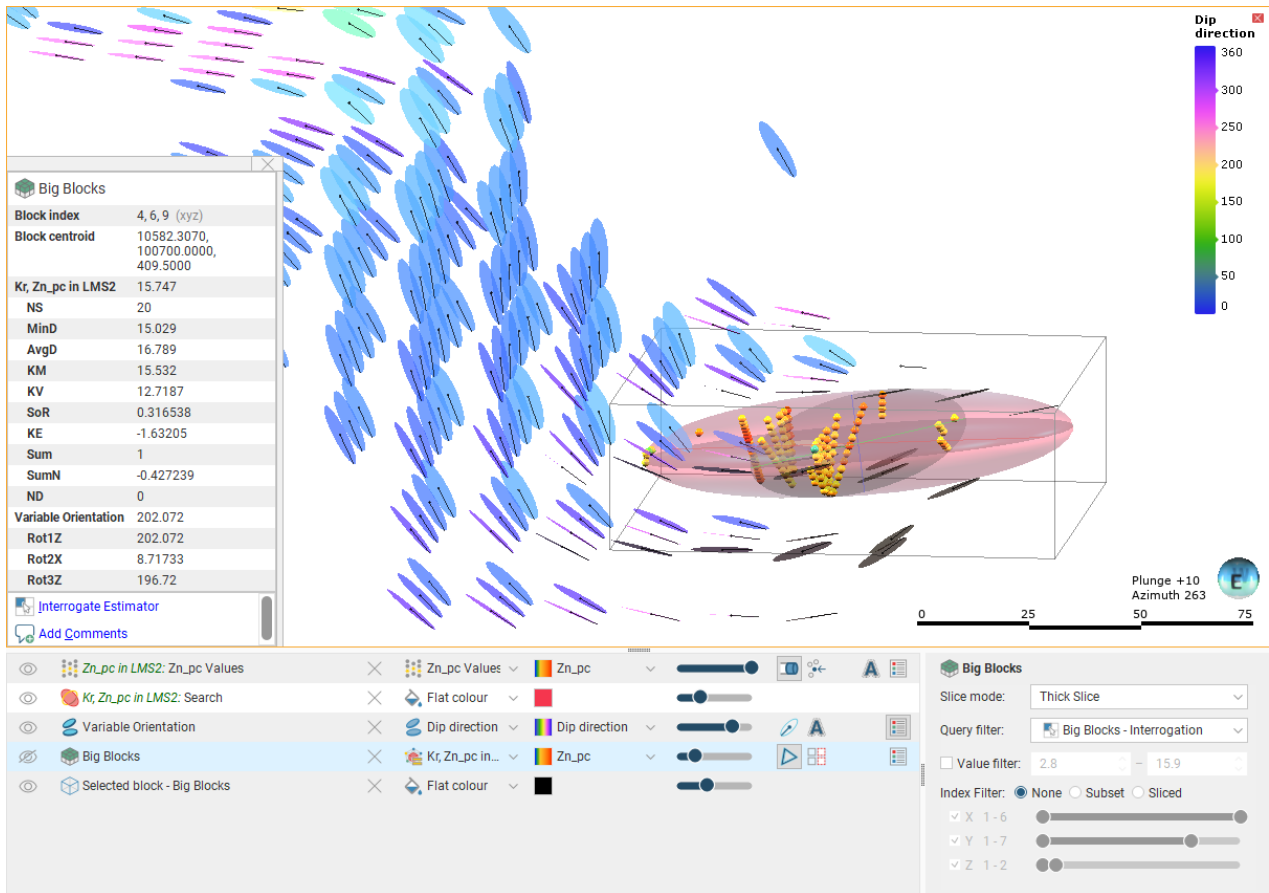 Dip
direction
360
300
250
200
150
100
50
0
Big Blocks
Block index 4, 6, 9 (xyz)
Block centroid 10582.3070,
100700.0000,
409.5000
Kr, Zn_pc in LMS2 15.747
NS 20
MinD 15.029
AvgD 16.789
KM 15.532
KV 12.7187
SoR 0.316538
KE -1.63205
Sum 1
SumN -0.427239
ND 0
Variable Orientation 202.072
Rot1Z 202.072
Rot2X 8.71733
Rot3Z 196.72
Interrogate Estimator
Add Comments
Plunge +10
Azimuth 263
E
0 25 50 75
Zn_pc in LMS2: Zn_pc Values Zn_pc Values Zn_pc
Kr, Zn_pc in LMS2: Search Flat colour
Variable Orientation Dip direction Dip direction
Big Blocks Kr, Zn_pc in... Zn_pc
Selected block - Big Blocks Flat colour
Big Blocks
Slice mode: Thick Slice
Query filter: Big Blocks - Interrogation
Value filter: 2.8 – 15.9
Index Filter: None Subset Sliced
X 1 - 6
Y 1 - 7
Z 1 - 2